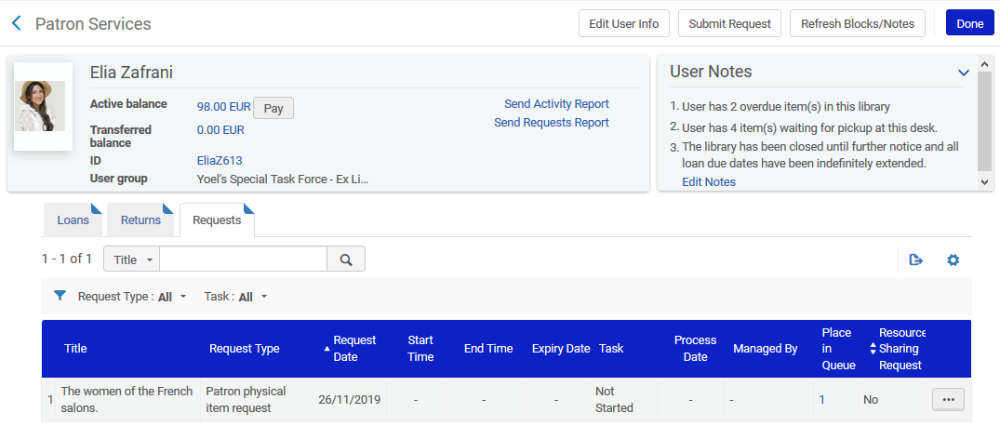 Patron Services
Edit User Info
Submit Request
Refresh Blocks/Notes
Done
Elia Zafrani
Active balance 98.00 EUR Pay
Transferred balance 0.00 EUR
ID EliaZ613
User group Yoel's Special Task Force - Ex Li...
Send Activity Report
Send Requests Report
User Notes
1. User has 2 overdue item(s) in this library
2. User has 4 item(s) waiting for pickup at this desk.
3. The library has been closed until further notice and all
loan due dates have been indefinitely extended.
Edit Notes
Loans Returns Requests
1 - 1 of 1 Title
Request Type : All Task : All
Title Request Type Request Date Start Time End Time Expiry Date Task Process Date Managed By Place in Queue Resource Sharing Request
1 The women of the French salons. Patron physical item request 26/11/2019 - - - Not Started - - 1 No ...